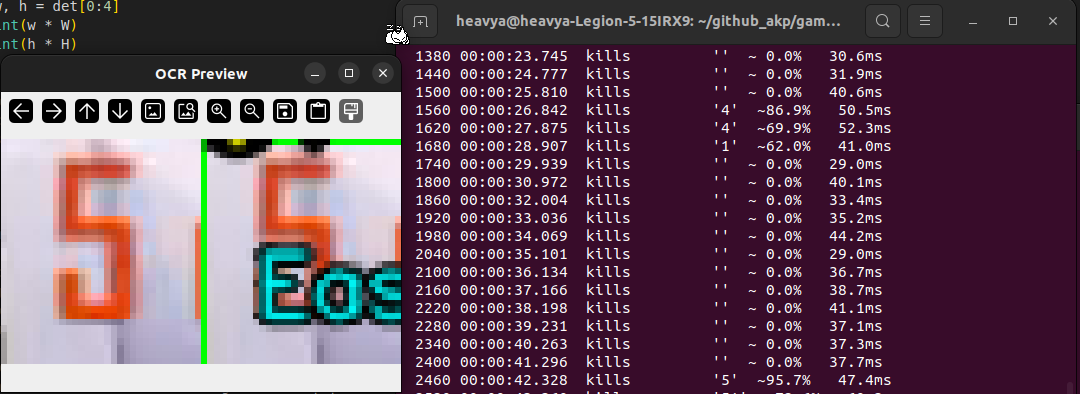 w, h = det[0:4]
int(w * W)
int(h * H)
OCR Preview
5 5
Eas
heavya@heavya-Legion-5-15IRX9: ~/github_akp/gam...
1380 00:00:23.745 kills '' ~ 0.0% 30.6ms
1440 00:00:24.777 kills '' ~ 0.0% 31.9ms
1500 00:00:25.810 kills '' ~ 0.0% 40.6ms
1560 00:00:26.842 kills '4' ~86.9% 50.5ms
1620 00:00:27.875 kills '4' ~69.9% 52.3ms
1680 00:00:28.907 kills '1' ~62.0% 41.0ms
1740 00:00:29.939 kills '' ~ 0.0% 29.0ms
1800 00:00:30.972 kills '' ~ 0.0% 40.1ms
1860 00:00:32.004 kills '' ~ 0.0% 33.4ms
1920 00:00:33.036 kills '' ~ 0.0% 35.2ms
1980 00:00:34.069 kills '' ~ 0.0% 44.2ms
2040 00:00:35.101 kills '' ~ 0.0% 29.0ms
2100 00:00:36.134 kills '' ~ 0.0% 36.7ms
2160 00:00:37.166 kills '' ~ 0.0% 38.7ms
2220 00:00:38.198 kills '' ~ 0.0% 41.1ms
2280 00:00:39.231 kills '' ~ 0.0% 37.1ms
2340 00:00:40.263 kills '' ~ 0.0% 37.3ms
2400 00:00:41.296 kills '' ~ 0.0% 37.7ms
2460 00:00:42.328 kills '5' ~95.7% 47.4ms